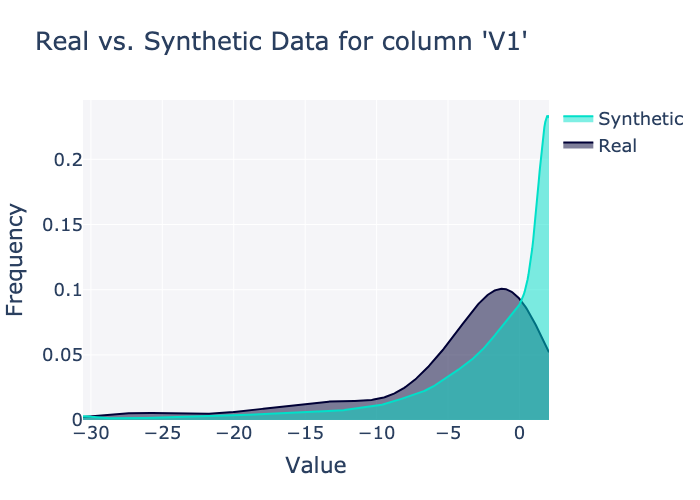 Real vs. Synthetic Data for column 'V1'
Synthetic
Real
Frequency
0.2
0.15
0.1
0.05
0
−30 −25 −20 −15 −10 −5 0
Value